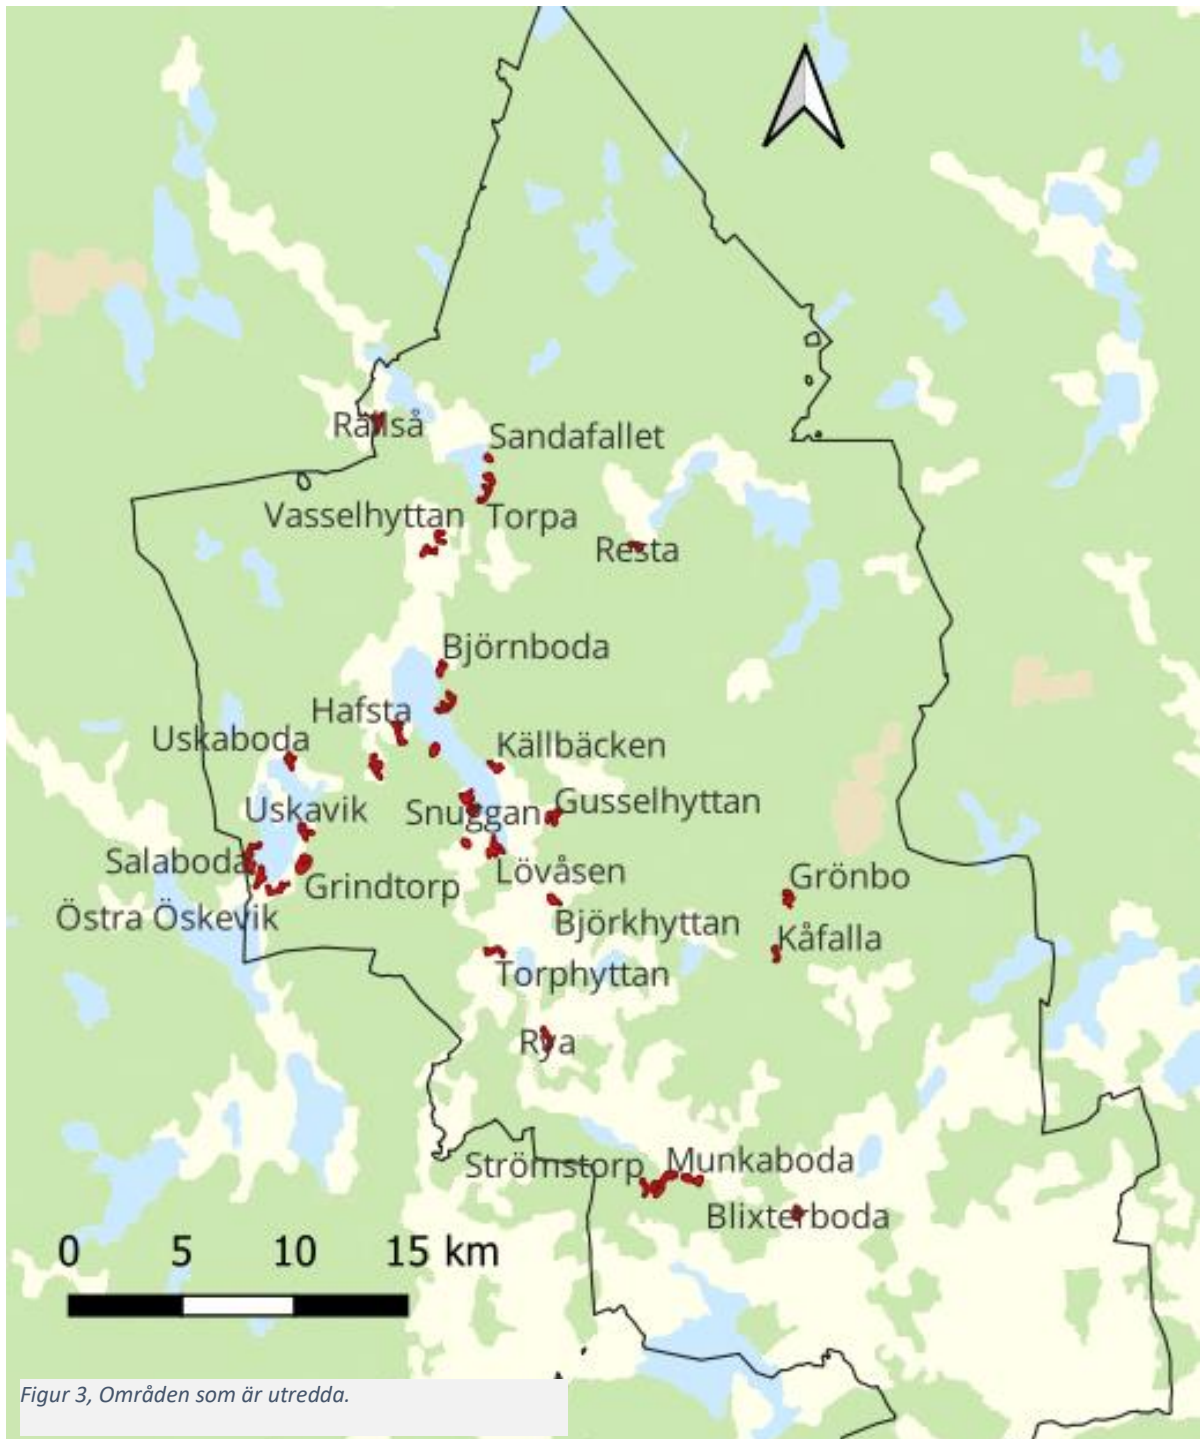 Rällså
Sandafallet
Vasselhyttan
Torpa
Resta
Björnboda
Hafsta
Uskaboda
Källbäcken
Uskavik
Snuggan
Gusselhyttan
Salaboda
Grindtorp
Lövåsen
Grönbo
Östra Öskevik
Björkhyttan
Kåfalla
Torphyttan
Rya
Strömstorp
Munkaboda
Blixterboda
0 5 10 15 km
Figur 3, Områden som är utredda.